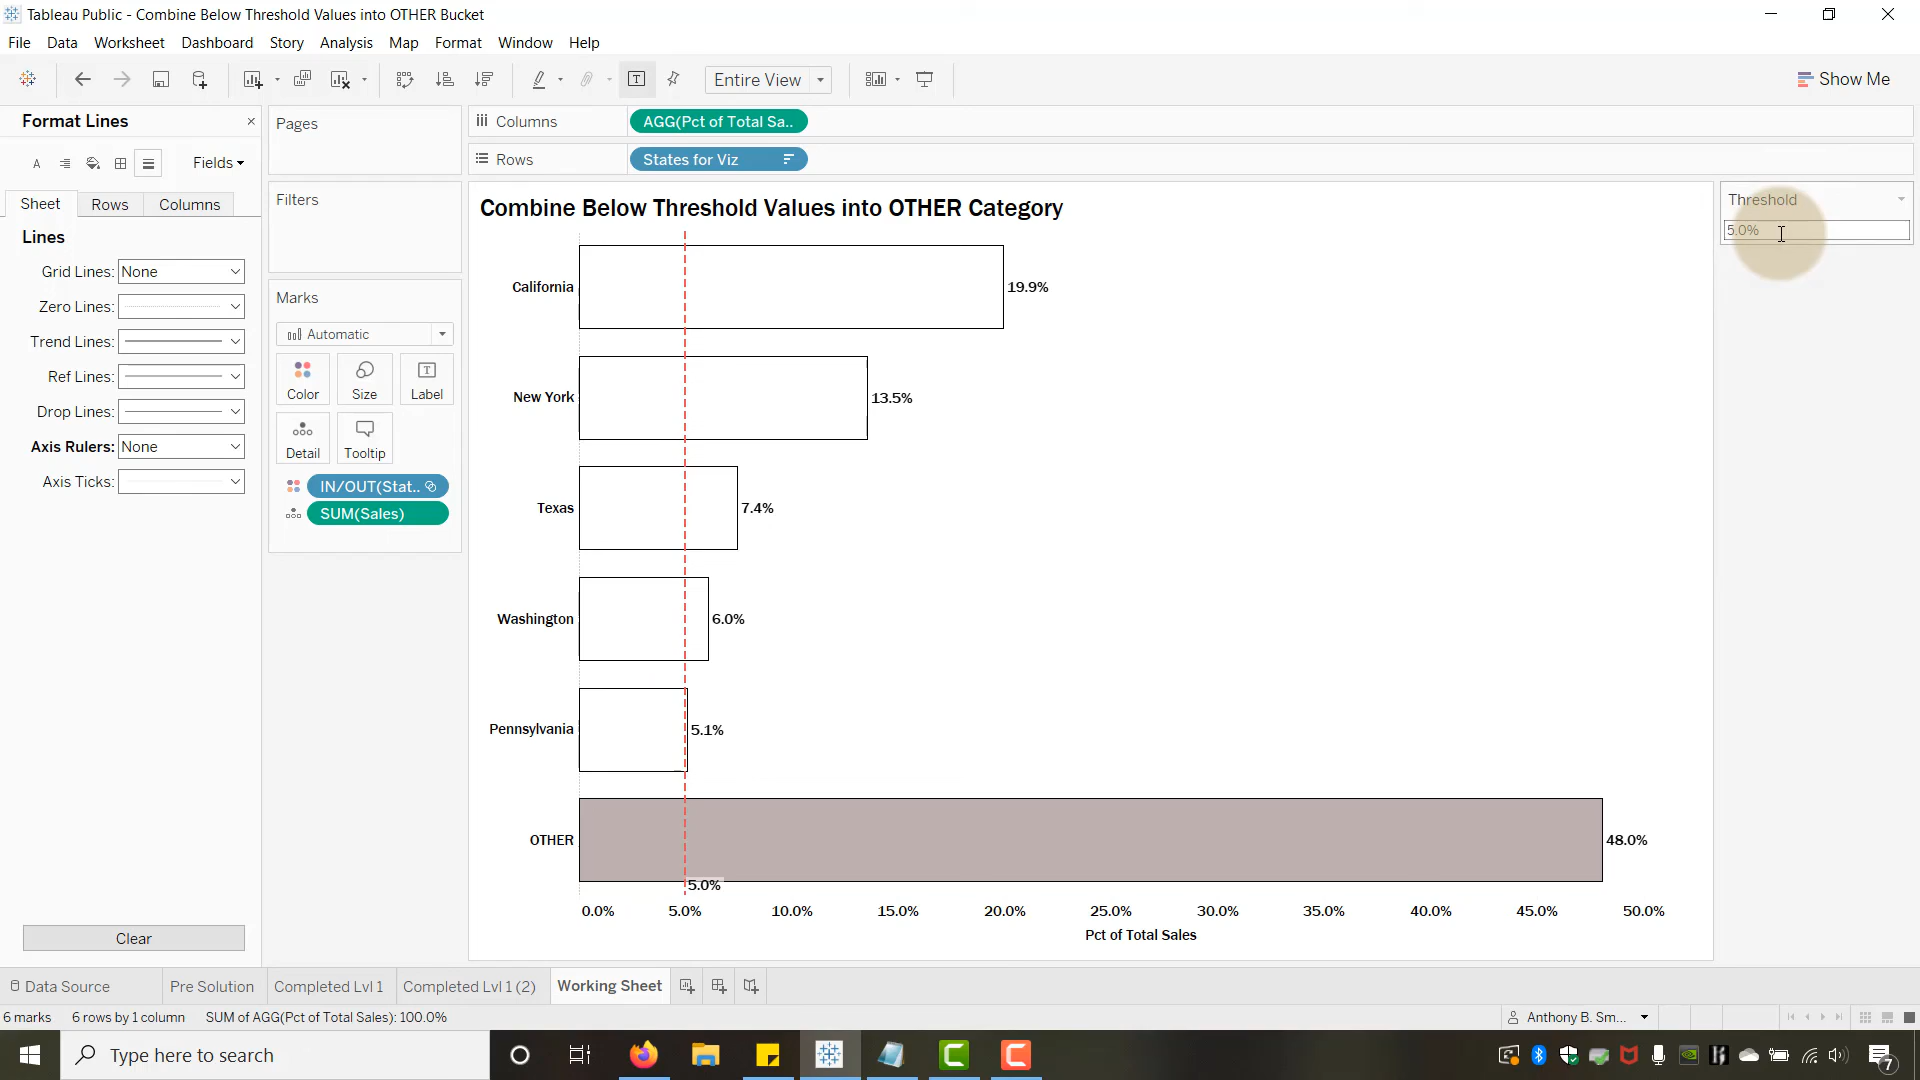 Tableau Public - Combine Below Threshold Values into OTHER Bucket
File Data Worksheet Dashboard Story Analysis Map Format Window Help
Entire View
Show Me
Format Lines
Fields
Sheet Rows Columns
Lines
Grid Lines: None
Zero Lines:
Trend Lines:
Ref Lines:
Drop Lines:
Axis Rulers: None
Axis Ticks:
Clear
Pages
Filters
Marks
Automatic
Color Size Label
Detail Tooltip
IN/OUT(Stat..
SUM(Sales)
Columns AGG(Pct of Total Sa..
Rows States for Viz
Combine Below Threshold Values into OTHER Category
California 19.9%
New York 13.5%
Texas 7.4%
Washington 6.0%
Pennsylvania 5.1%
OTHER 48.0%
5.0%
0.0% 5.0% 10.0% 15.0% 20.0% 25.0% 30.0% 35.0% 40.0% 45.0% 50.0%
Pct of Total Sales
Threshold
5.0%
Data Source Pre Solution Completed Lvl 1 Completed Lvl 1 (2) Working Sheet
6 marks 6 rows by 1 column SUM of AGG(Pct of Total Sales): 100.0%
Anthony B. Sm...
Type here to search
7